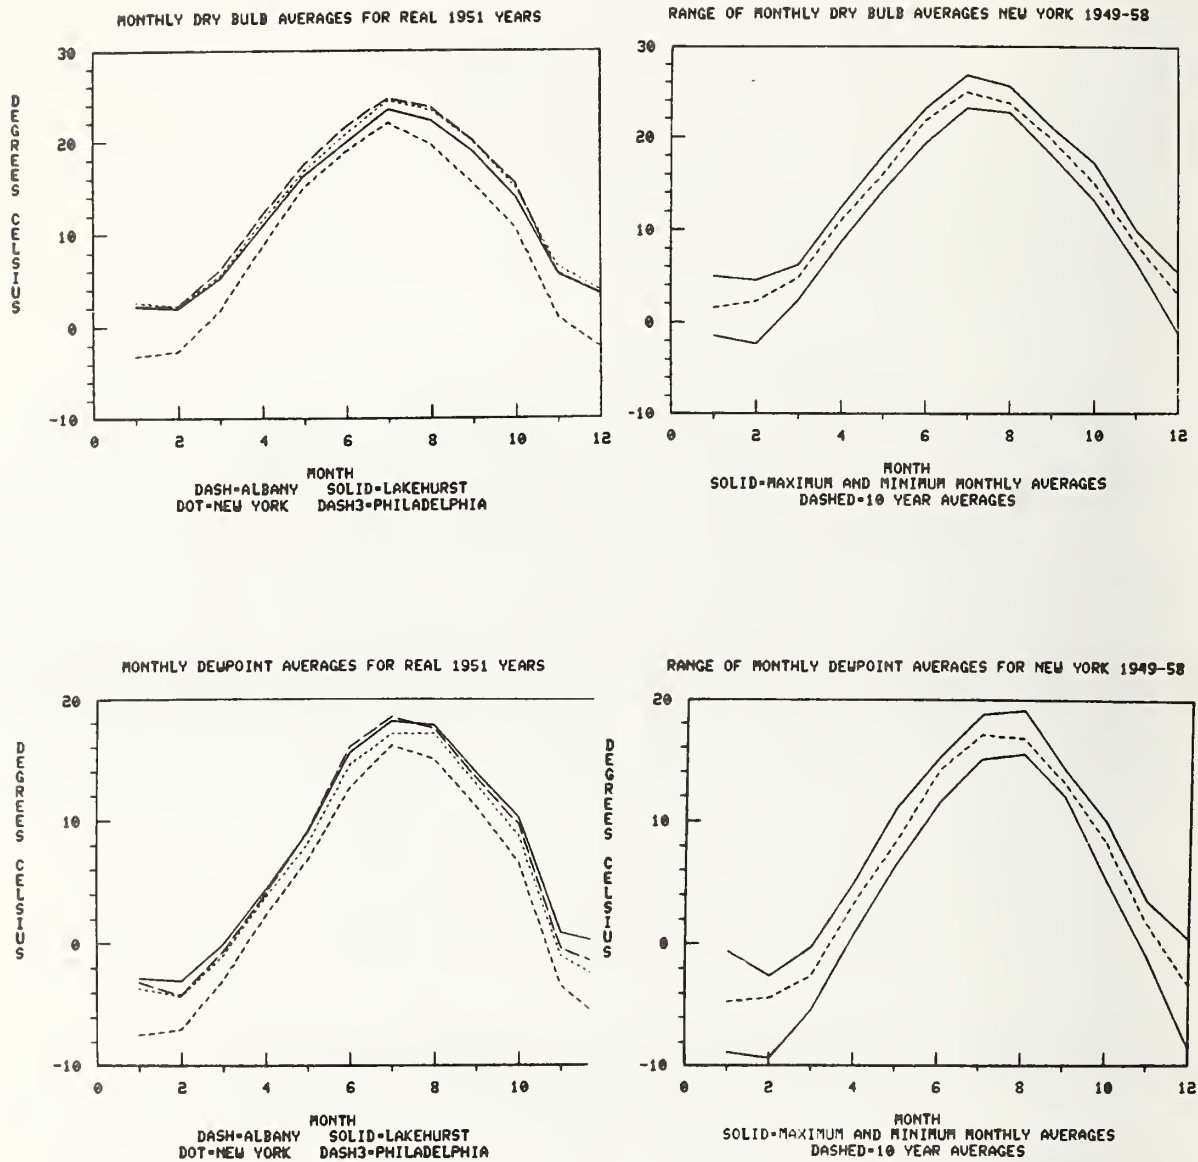 MONTHLY DRY BULB AVERAGES FOR REAL 1951 YEARS
30
20
10
0
-10
DEGREES CELSIUS
0 2 4 6 8 10 12
MONTH
DASH=ALBANY SOLID=LAKEHURST
DOT=NEW YORK DASH3=PHILADELPHIA
RANGE OF MONTHLY DRY BULB AVERAGES NEW YORK 1949-58
30
20
10
0
-10
0 2 4 6 8 10 12
MONTH
SOLID=MAXIMUM AND MINIMUM MONTHLY AVERAGES
DASHED=10 YEAR AVERAGES
MONTHLY DEWPOINT AVERAGES FOR REAL 1951 YEARS
20
10
0
-10
DEGREES CELSIUS
0 2 4 6 8 10
MONTH
DASH=ALBANY SOLID=LAKEHURST
DOT=NEW YORK DASH3=PHILADELPHIA
RANGE OF MONTHLY DEWPOINT AVERAGES FOR NEW YORK 1949-58
20
10
0
-10
DEGREES CELSIUS
0 2 4 6 8 10 12
MONTH
SOLID=MAXIMUM AND MINIMUM MONTHLY AVERAGES
DASHED=10 YEAR AVERAGES